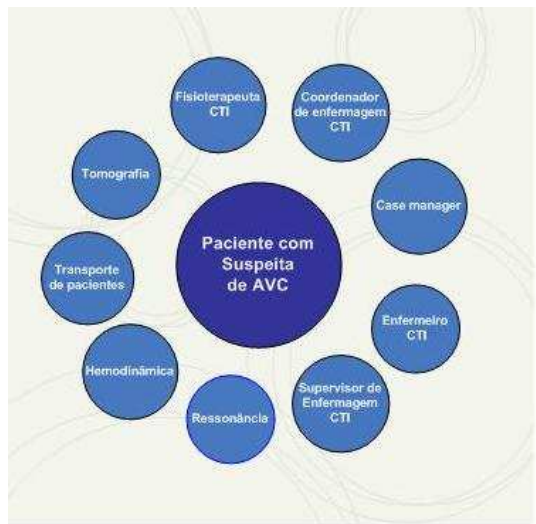 Fisioterapeuta
CTI
Coordenador
de enfermagem
CTI
Tomografia
Case manager
Paciente com
Suspeita
de AVC
Transporte
de pacientes
Enfermeiro
CTI
Hemodinâmica
Supervisor de
Enfermagem
CTI
Ressonância